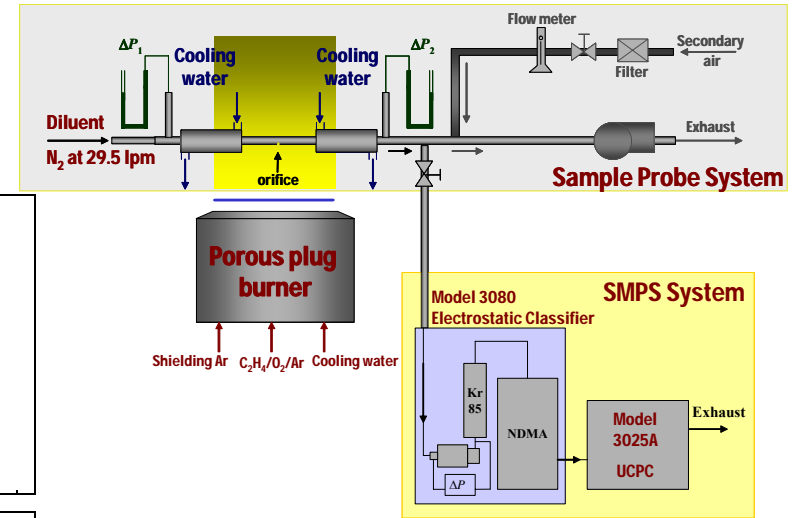 Flow meter
Secondary
air
Filter
ΔP₁
Cooling
water
Cooling
water
ΔP₂
Diluent
N₂ at 29.5 lpm
orifice
Exhaust
Sample Probe System
Porous plug
burner
Shielding Ar
C₂H₄/O₂/Ar
Cooling water
SMPS System
Model 3080
Electrostatic Classifier
Kr
85
NDMA
ΔP
Model
3025A
UCPC
Exhaust